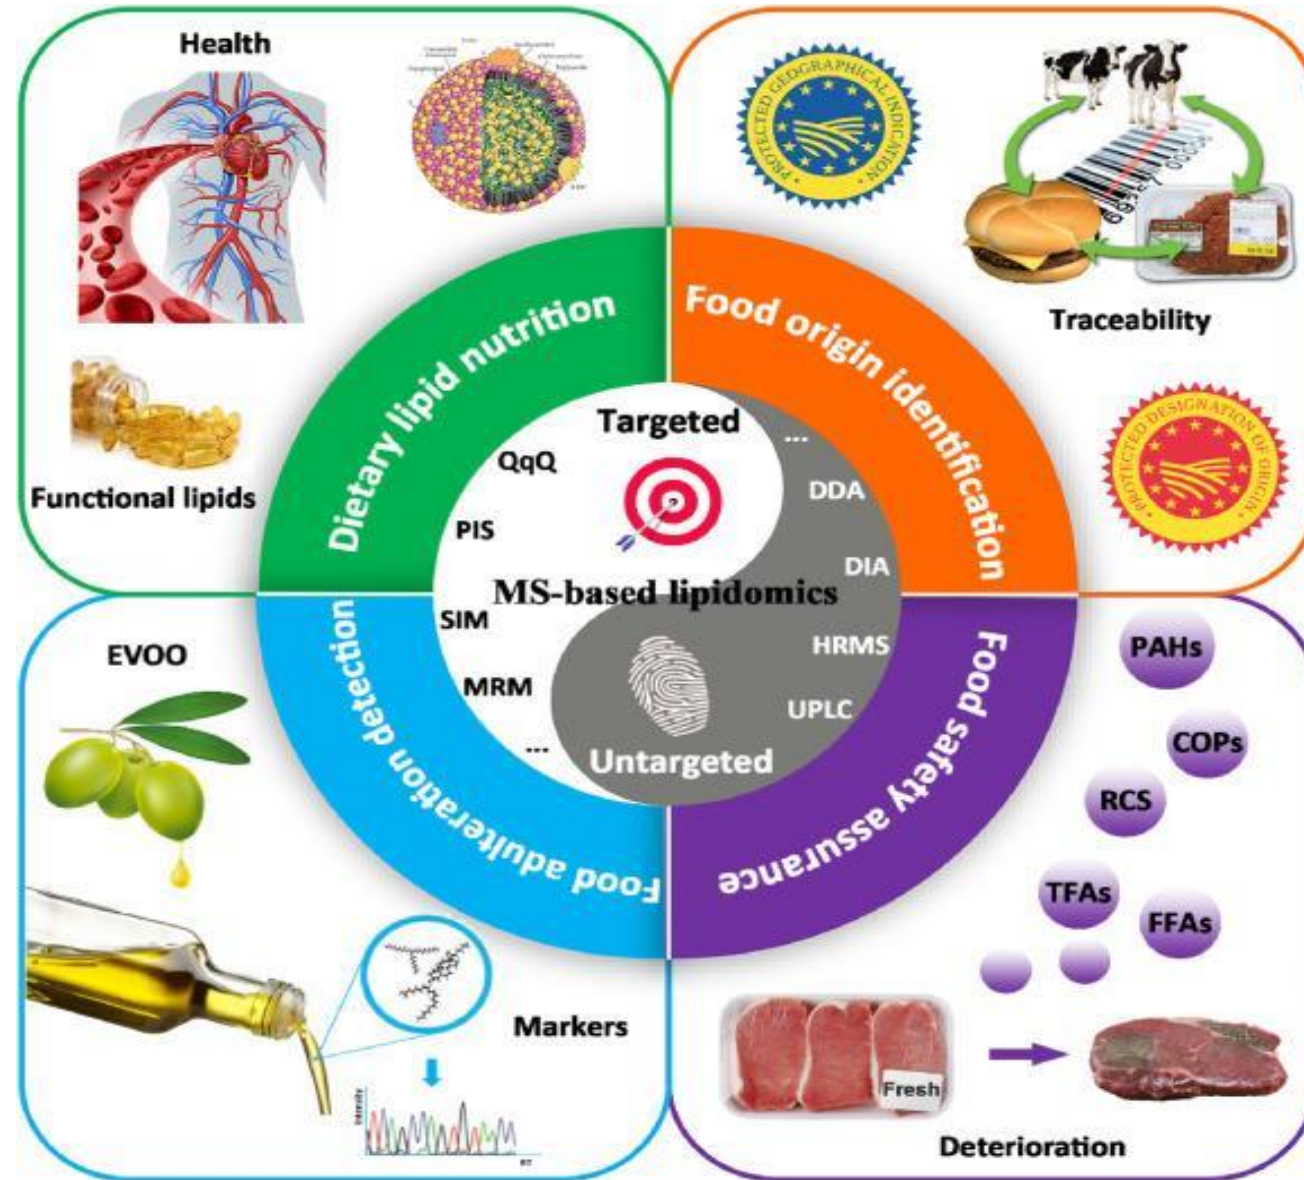 Health
Functional lipids
Dietary lipid nutrition
PROTECTED GEOGRAPHICAL INDICATION
Traceability
PROTECTED DESIGNATION OF ORIGIN
Food origin identification
Targeted
QqQ
PIS
SIM
MRM
...
MS-based lipidomics
...
DDA
DIA
HRMS
UPLC
Untargeted
EVOO
Food adulteration detection
Markers
Intensity
RT
Food safety assurance
PAHs
COPs
RCS
TFAs
FFAs
Fresh
Deterioration